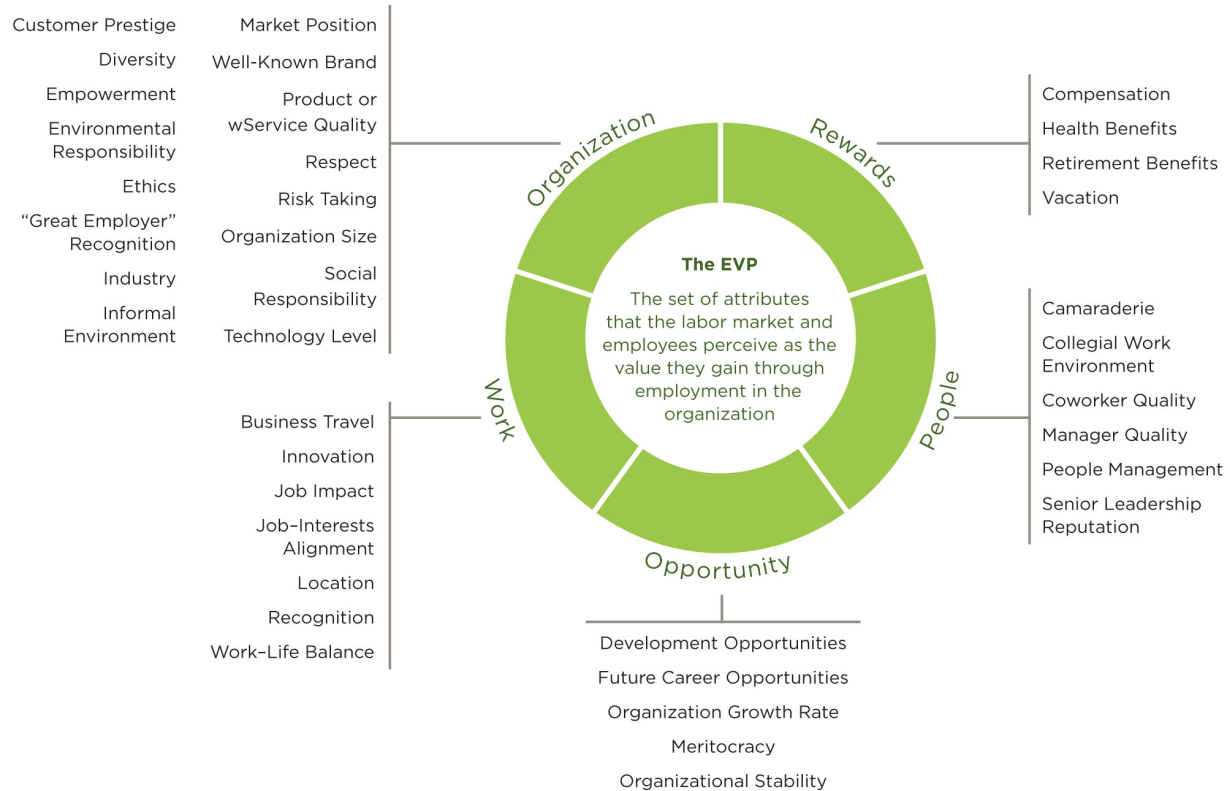 Customer Prestige
Diversity
Empowerment
Environmental
Responsibility
Ethics
“Great Employer”
Recognition
Industry
Informal
Environment
Market Position
Well-Known Brand
Product or
wService Quality
Respect
Risk Taking
Organization Size
Social
Responsibility
Technology Level
Organization
Rewards
Compensation
Health Benefits
Retirement Benefits
Vacation
The EVP
The set of attributes
that the labor market and
employees perceive as the
value they gain through
employment in the
organization
People
Camaraderie
Collegial Work
Environment
Coworker Quality
Manager Quality
People Management
Senior Leadership
Reputation
Work
Business Travel
Innovation
Job Impact
Job–Interests
Alignment
Location
Recognition
Work–Life Balance
Opportunity
Development Opportunities
Future Career Opportunities
Organization Growth Rate
Meritocracy
Organizational Stability